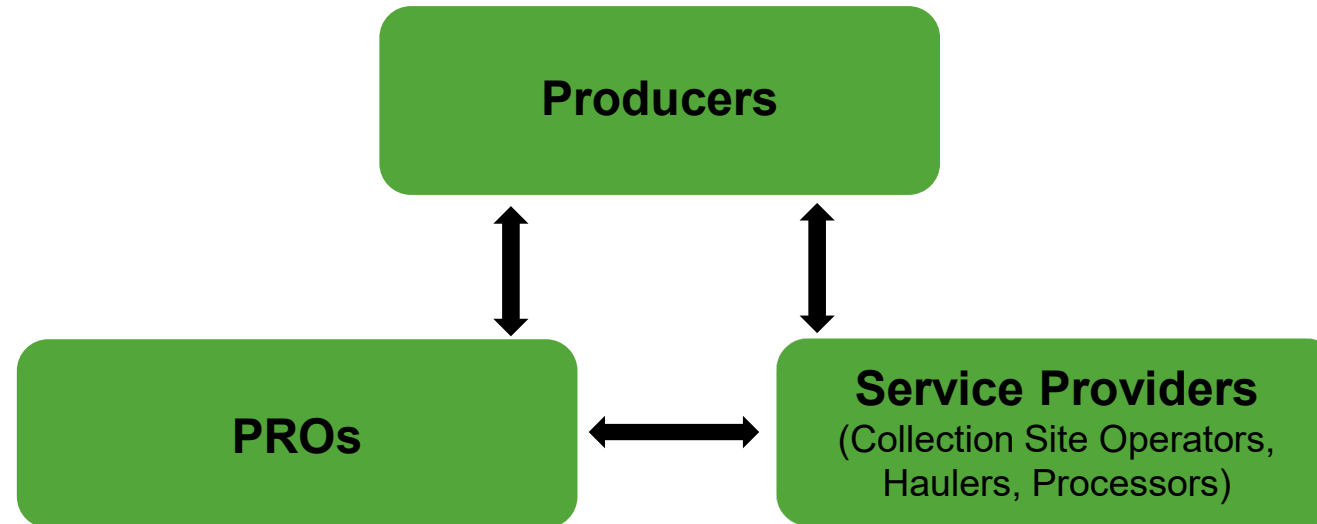 Producers
PROs
Service Providers
(Collection Site Operators,
Haulers, Processors)